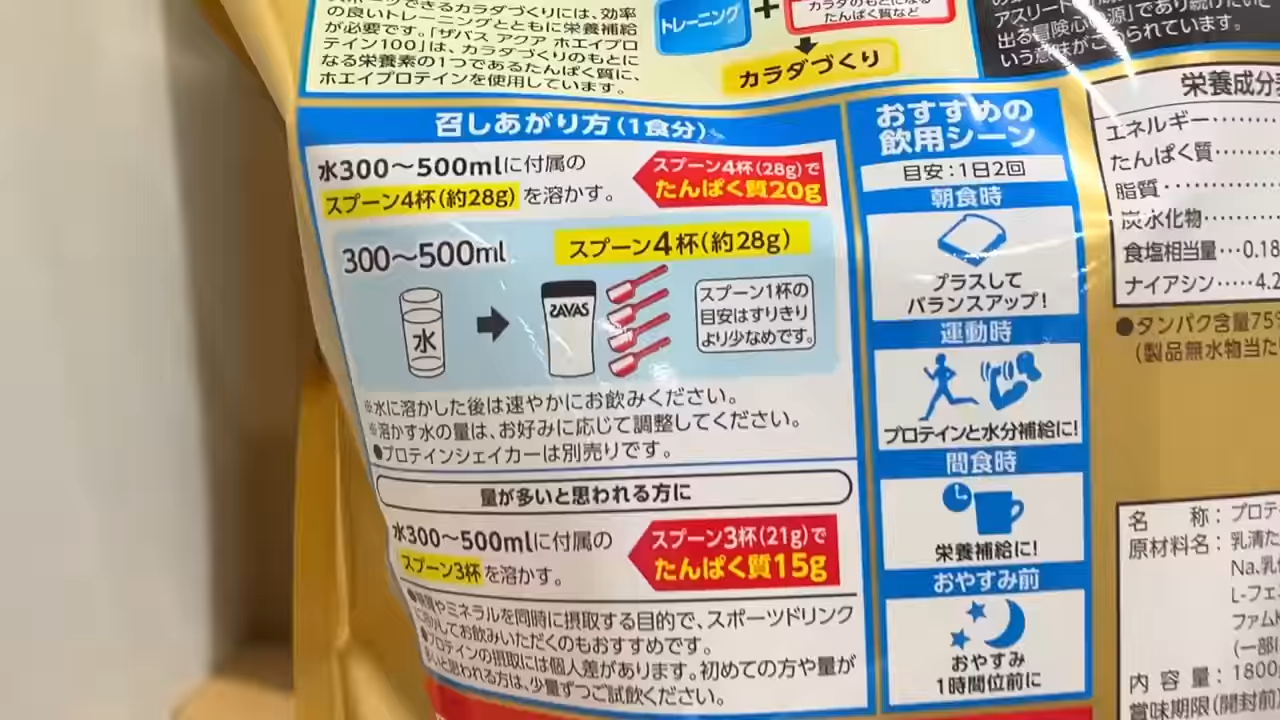 スポーツできるカラダづくりには、効率
の良いトレーニングとともに栄養補給
が必要です。「ザバス アクア ホエイプロ
テイン100」は、カラダづくりのもとに
なる栄養素の1つであるたんぱく質に、
ホエイプロテインを使用しています。
トレーニング
+
カラダのもとになる
たんぱく質など
カラダづくり
アスリート
出る冒険心の源」であり続けたいと
いう意味がこめられています。
召しあがり方(1食分)
水300〜500mlに付属の
スプーン4杯(約28g)を溶かす。
スプーン4杯(28g)で
たんぱく質20g
300〜500ml
スプーン4杯(約28g)
水
SAVAS
スプーン1杯の
目安はすりきり
より少なめです。
※水に溶かした後は速やかにお飲みください。
※溶かす水の量は、お好みに応じて調整してください。
●プロテインシェイカーは別売りです。
量が多いと思われる方に
水300〜500mlに付属の
スプーン3杯を溶かす。
スプーン3杯(21g)で
たんぱく質15g
●糖質やミネラルを同時に摂取する目的で、スポーツドリンク
に溶かしてお飲みいただくのもおすすめです。
●プロテインの摂取には個人差があります。初めての方や量が
多いと思われる方は、少量ずつご試飲ください。
おすすめの
飲用シーン
目安:1日2回
朝食時
プラスして
バランスアップ!
運動時
プロテインと水分補給に!
間食時
栄養補給に!
おやすみ前
おやすみ
1時間位前に
栄養成分
エネルギー
たんぱく質
脂質
炭水化物
食塩相当量…0.18
ナイアシン……4.2
●タンパク含量75
(製品無水物当た
名 称:プロテ
原材料名:乳清た
Na、乳
L-フェ
ファム
(一部に
内 容 量:1800
賞味期限(開封前